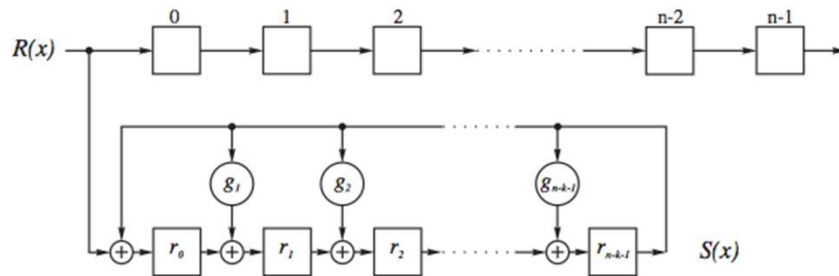 0 1 2 n-2 n-1
R(x)
g₁ g₂ gₙ₋ₖ₋₁
r₀ r₁ r₂ rₙ₋ₖ₋₁ S(x)